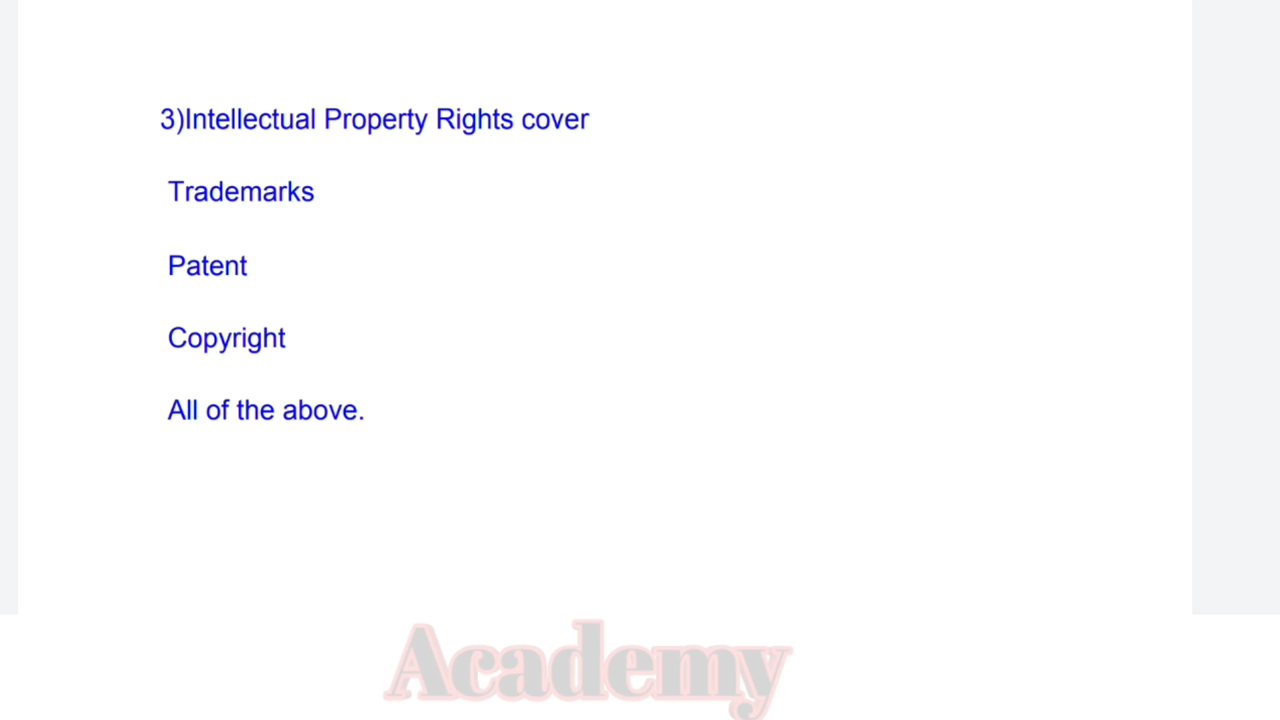 3)Intellectual Property Rights cover
Trademarks
Patent
Copyright
All of the above.
Academy